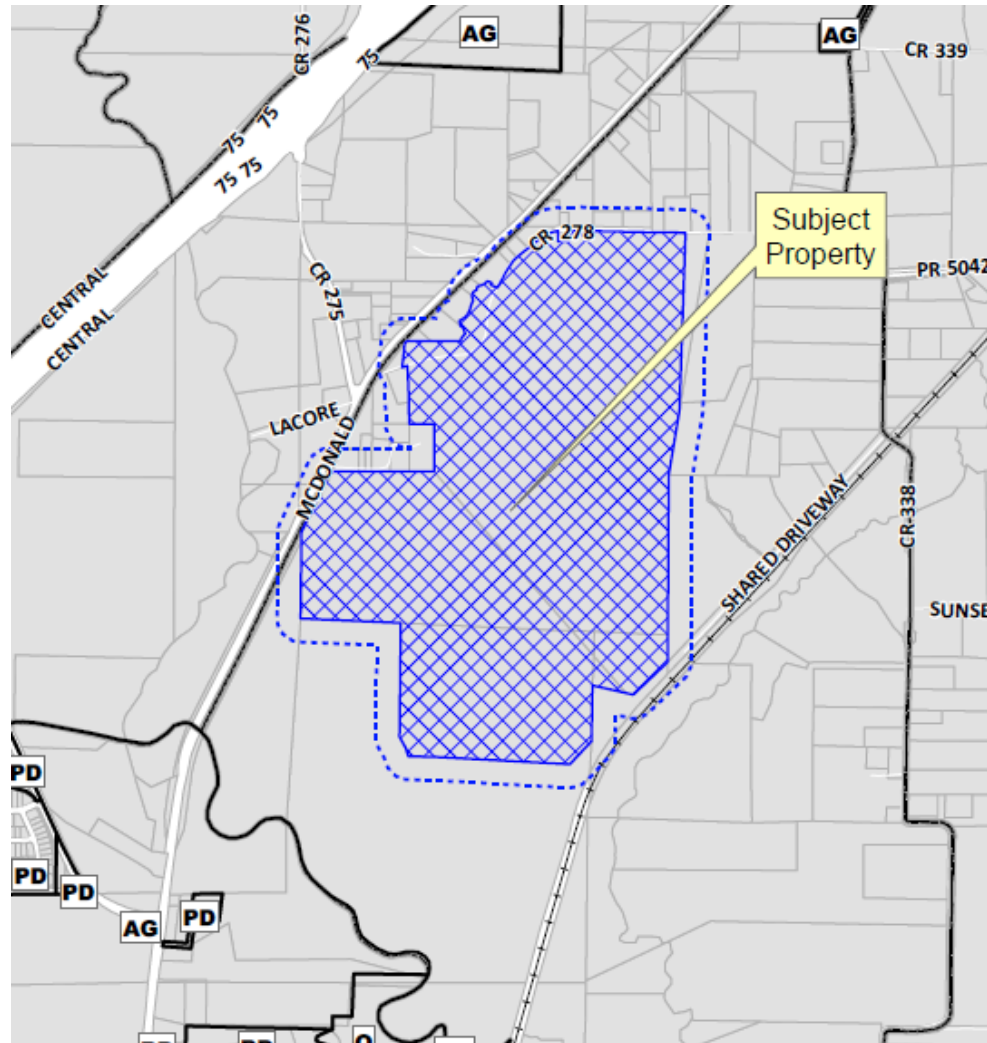 AG
AG
CR 276
75
CR 339
75
75
75 75
Subject
Property
CR 278
PR 5042
CR 275
CENTRAL
CENTRAL
LACORE
MCDONALD
SHARED DRIVEWAY
CR 338
SUNSE
PD
PD
PD
PD
AG